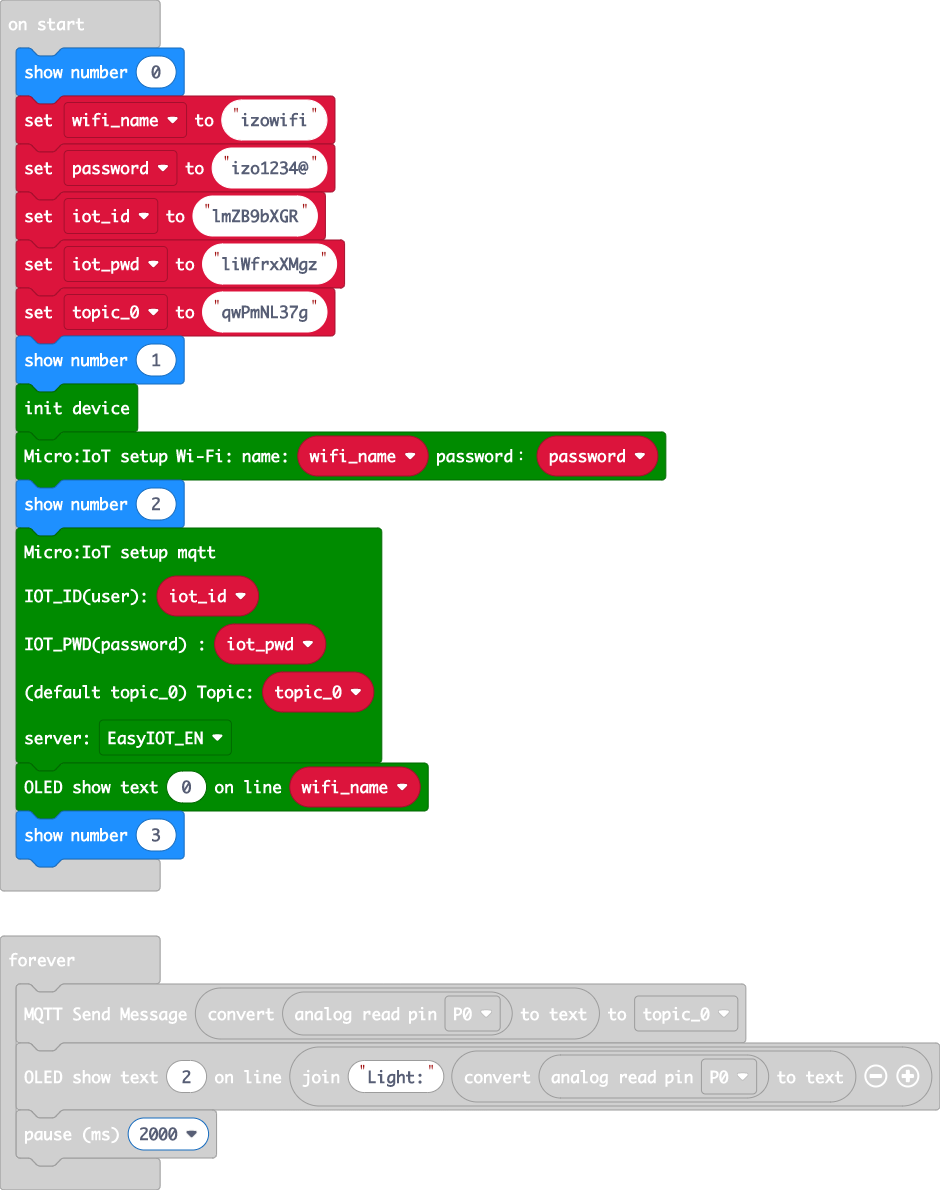 on start
show number 0
set wifi_name to "izowifi"
set password to "izo1234@"
set iot_id to "lmZB9bXGR"
set iot_pwd to "liWfrxXMgz"
set topic_0 to "qwPmNL37g"
show number 1
init device
Micro:IoT setup Wi-Fi: name: wifi_name password: password
show number 2
Micro:IoT setup mqtt
IOT_ID(user): iot_id
IOT_PWD(password) : iot_pwd
(default topic_0) Topic: topic_0
server: EasyIOT_EN
OLED show text 0 on line wifi_name
show number 3
forever
MQTT Send Message convert analog read pin P0 to text to topic_0
OLED show text 2 on line join "Light:" convert analog read pin P0 to text
pause (ms) 2000